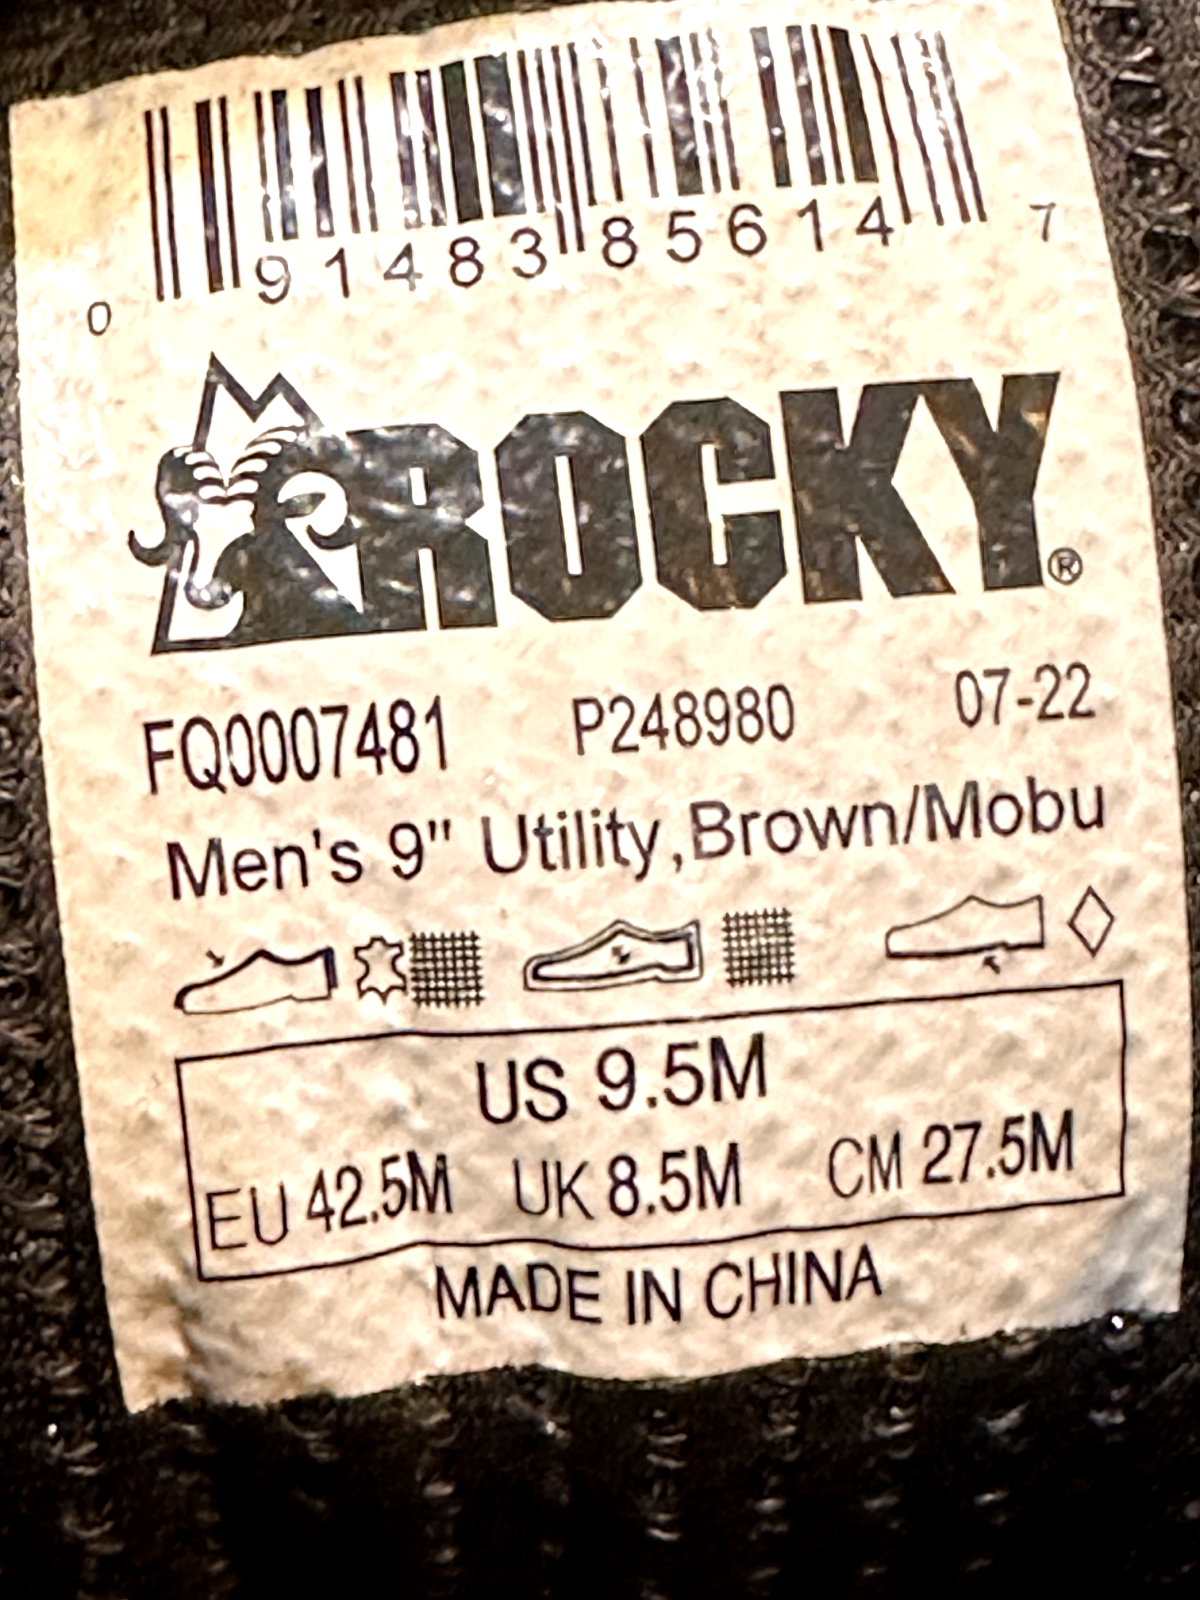 0 91483 85614 7
ROCKY®
FQ0007481 P248980 07-22
Men's 9" Utility,Brown/Mobu
US 9.5M
EU 42.5M UK 8.5M CM 27.5M
MADE IN CHINA